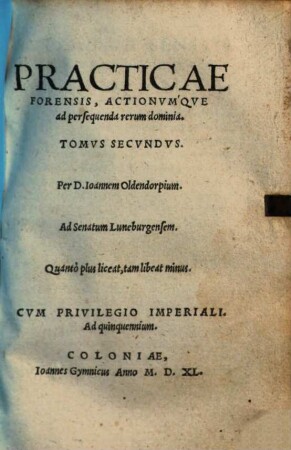 PRACTICAE
FORENSIS, ACTIONVM'QVE
ad persequenda rerum dominia.
TOMVS SECVNDVS.
Per D. Ioannem Oldendorpium.
Ad Senatum Luneburgensem.
Quantò plus liceat, tam libeat minus.
CVM PRIVILEGIO IMPERIALI.
Ad quinquennium.
COLONIAE,
Ioannes Gymnicus Anno M. D. XL.